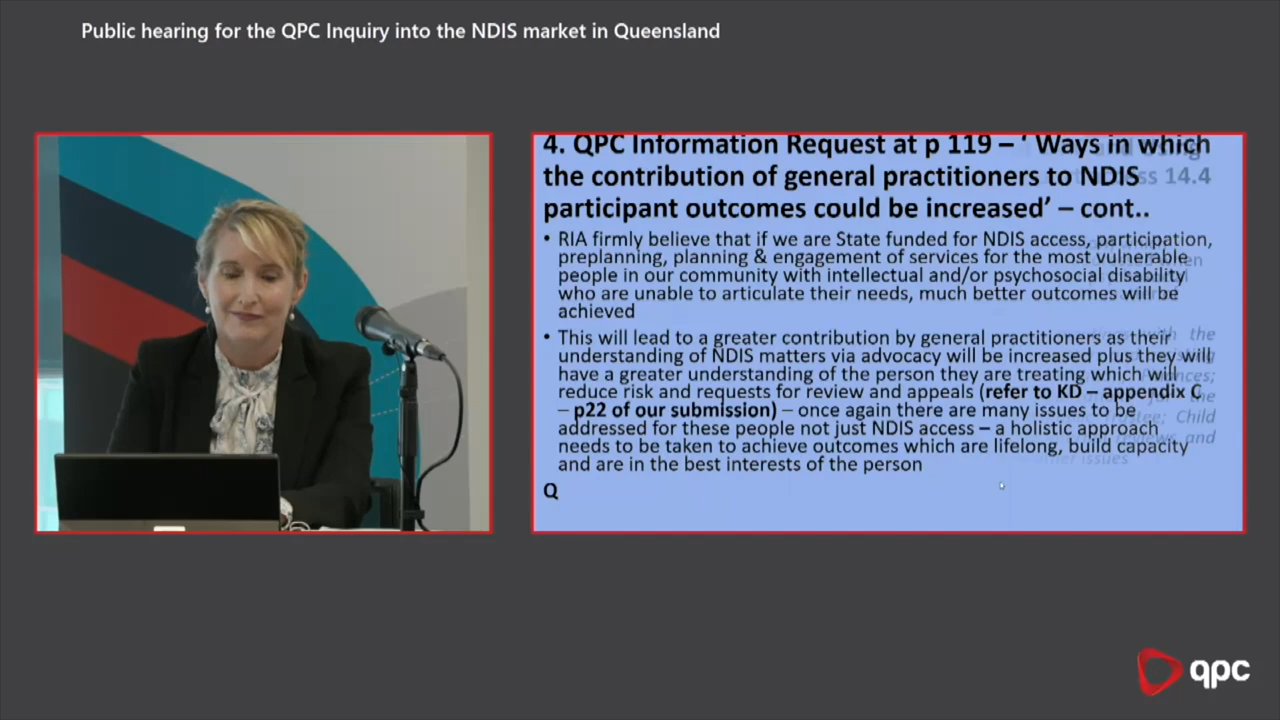 Public hearing for the QPC Inquiry into the NDIS market in Queensland
4. QPC Information Request at p 119 – ‘ Ways in which
the contribution of general practitioners to NDIS
participant outcomes could be increased’ – cont..
• RIA firmly believe that if we are State funded for NDIS access, participation,
preplanning, planning & engagement of services for the most vulnerable
people in our community with intellectual and/or psychosocial disability
who are unable to articulate their needs, much better outcomes will be
achieved
• This will lead to a greater contribution by general practitioners as their
understanding of NDIS matters via advocacy will be increased plus they will
have a greater understanding of the person they are treating which will
reduce risk and requests for review and appeals (refer to KD – appendix C
– p22 of our submission) – once again there are many issues to be
addressed for these people not just NDIS access – a holistic approach
needs to be taken to achieve outcomes which are lifelong, build capacity
and are in the best interests of the person
Q
14.4
with the
the
Child
and
issues
qpc